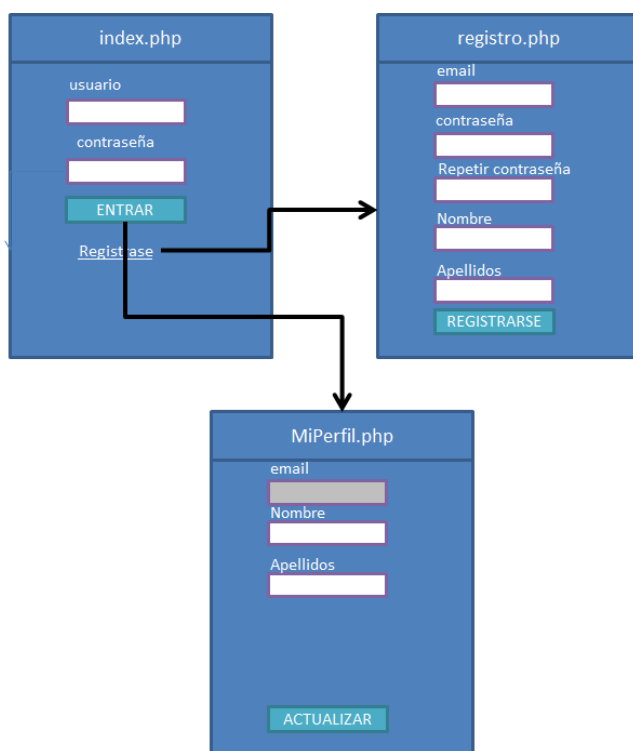 index.php
usuario
contraseña
ENTRAR
Registrase
registro.php
email
contraseña
Repetir contraseña
Nombre
Apellidos
REGISTRARSE
MiPerfil.php
email
Nombre
Apellidos
ACTUALIZAR